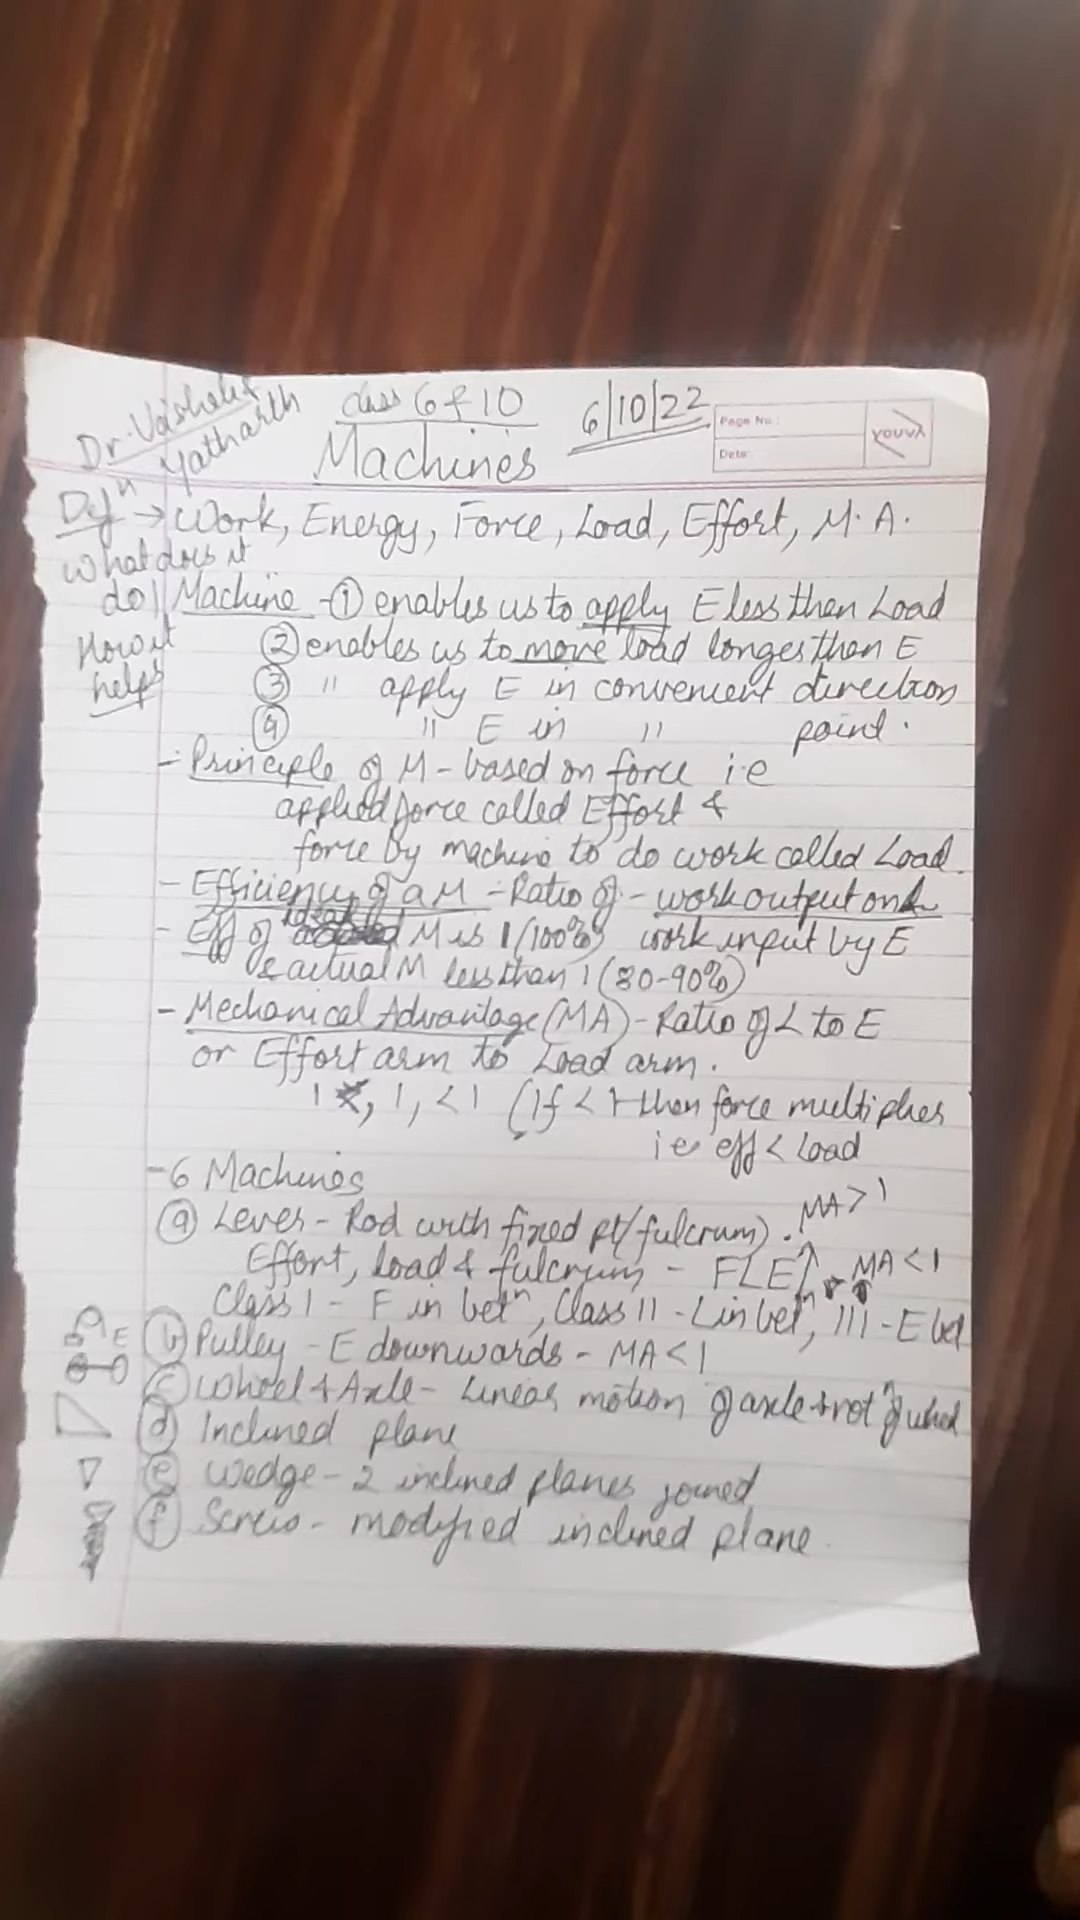 Dr. Vaishali &
Yatharth
class 6 & 10
6/10/22
Page No.:
Date:
youva
Machines
Defn → Work, Energy, Force, Load, Effort, M.A.
What does it
do | Machine - ① enables us to apply E less then Load
How it
helps
② enables us to move load longer than E
③ " apply E in convenient direction
④ " E in " point.
- Principle of M - based on force i.e
applied force called Effort &
force by machine to do work called Load.
- Efficiency of a M - Ratio of - work output on L
- Eff of ideal M is 1 (100%) work input by E
& actual M less than 1 (80-90%)
- Mechanical Advantage (MA) - Ratio of L to E
or Effort arm to Load arm.
1, <1 (If <1 then force multiplies
i.e eff < Load
- 6 Machines
ⓐ Lever - Rod with fixed pt/fulcrum).
MA > 1
Effort, load & fulcrum - FLE↑ MA < 1
Class I - F in betn, Class II - L in betn, III - E bet
ⓑ Pulley - E downwards - MA < 1
E
ⓒ Wheel & Axle - Linear motion of axle + rotn of wheel
ⓓ Inclined plane
ⓔ Wedge - 2 inclined planes joined
ⓕ Screw - modified inclined plane.